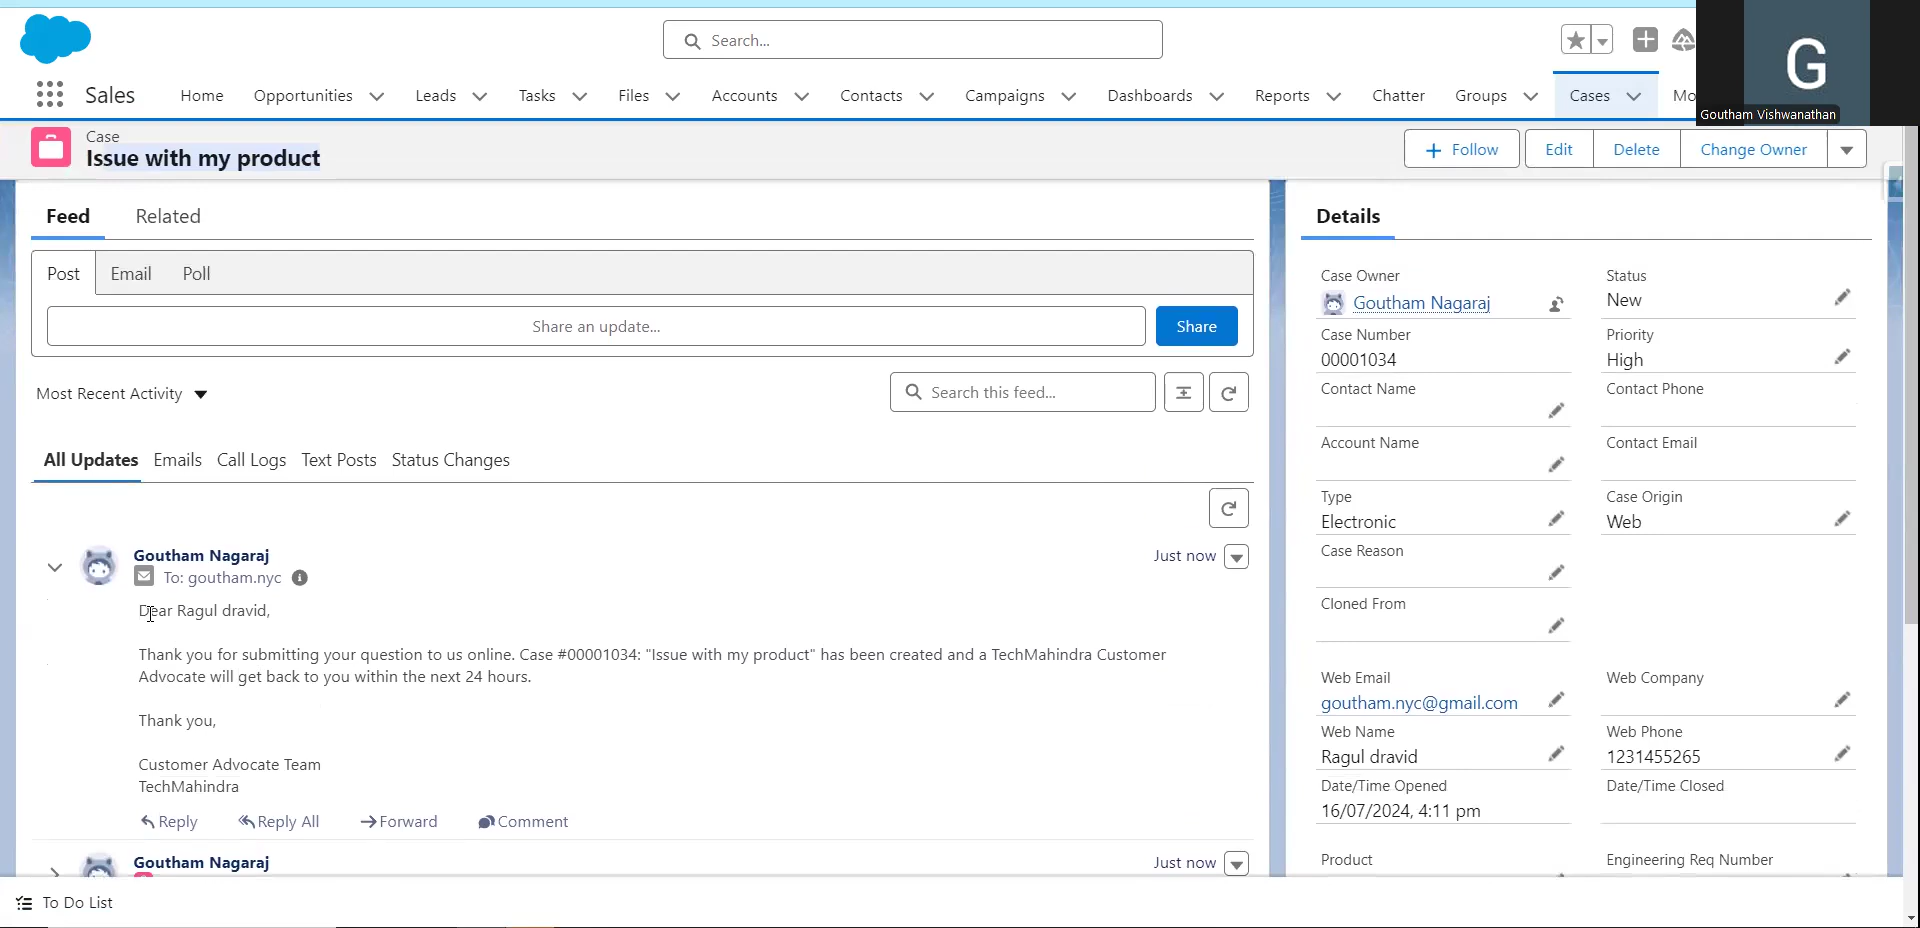 Search...
G
Goutham Vishwanathan
Sales
Home
Opportunities
Leads
Tasks
Files
Accounts
Contacts
Campaigns
Dashboards
Reports
Chatter
Groups
Cases
Mo
Case
Issue with my product
Follow
Edit
Delete
Change Owner
Feed
Related
Post
Email
Poll
Share an update...
Share
Most Recent Activity
Search this feed...
All Updates
Emails
Call Logs
Text Posts
Status Changes
Goutham Nagaraj
Just now
To: goutham.nyc
Dear Ragul dravid,
Thank you for submitting your question to us online. Case #00001034: "Issue with my product" has been created and a TechMahindra Customer
Advocate will get back to you within the next 24 hours.
Thank you,
Customer Advocate Team
TechMahindra
Reply
Reply All
Forward
Comment
Goutham Nagaraj
Just now
Details
Case Owner
Goutham Nagaraj
Status
New
Case Number
00001034
Priority
High
Contact Name
Contact Phone
Account Name
Contact Email
Type
Electronic
Case Origin
Web
Case Reason
Cloned From
Web Email
goutham.nyc@gmail.com
Web Company
Web Name
Ragul dravid
Web Phone
1231455265
Date/Time Opened
16/07/2024, 4:11 pm
Date/Time Closed
Product
Engineering Req Number
To Do List